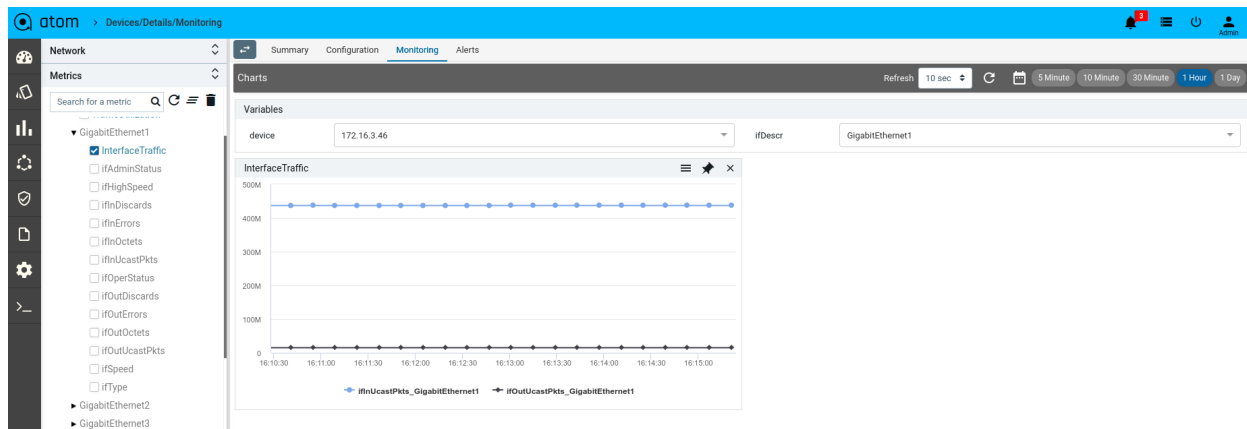 atom > Devices/Details/Monitoring
3
Admin
Network
Metrics
Search for a metric
GigabitEthernet1
InterfaceTraffic
ifAdminStatus
ifHighSpeed
ifInDiscards
ifInErrors
ifInOctets
ifInUcastPkts
ifOperStatus
ifOutDiscards
ifOutErrors
ifOutOctets
ifOutUcastPkts
ifSpeed
ifType
GigabitEthernet2
GigabitEthernet3
Summary Configuration Monitoring Alerts
Charts Refresh 10 sec 5 Minute 10 Minute 30 Minute 1 Hour 1 Day
Variables
device 172.16.3.46 ifDescr GigabitEthernet1
InterfaceTraffic
500M
400M
300M
200M
100M
0
16:10:30 16:11:00 16:11:30 16:12:00 16:12:30 16:13:00 16:13:30 16:14:00 16:14:30 16:15:00
ifInUcastPkts_GigabitEthernet1 ifOutUcastPkts_GigabitEthernet1